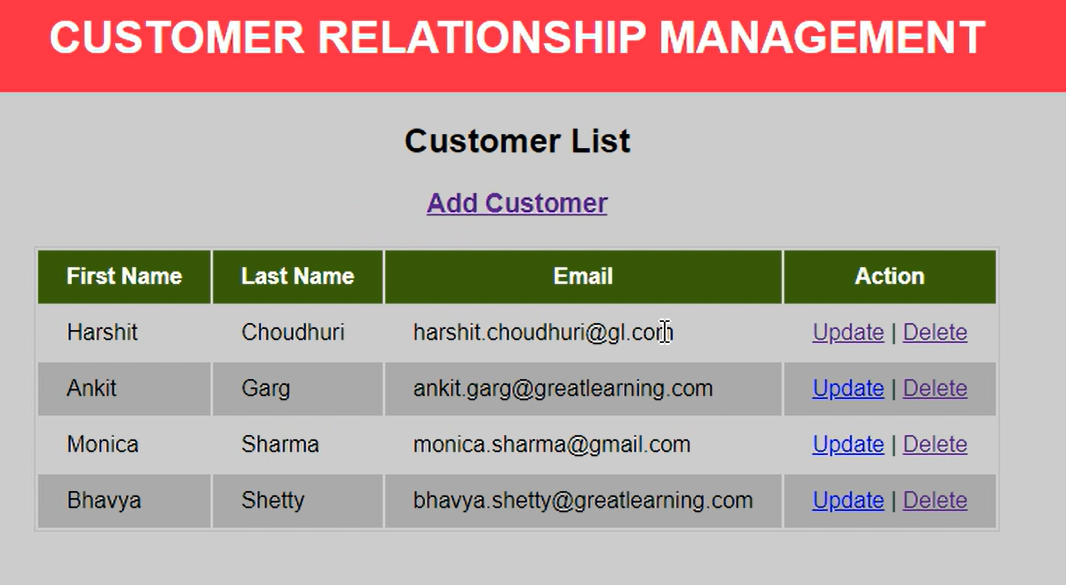 CUSTOMER RELATIONSHIP MANAGEMENT
Customer List
Add Customer
First Name Last Name Email Action
Harshit Choudhuri harshit.choudhuri@gl.com Update | Delete
Ankit Garg ankit.garg@greatlearning.com Update | Delete
Monica Sharma monica.sharma@gmail.com Update | Delete
Bhavya Shetty bhavya.shetty@greatlearning.com Update | Delete